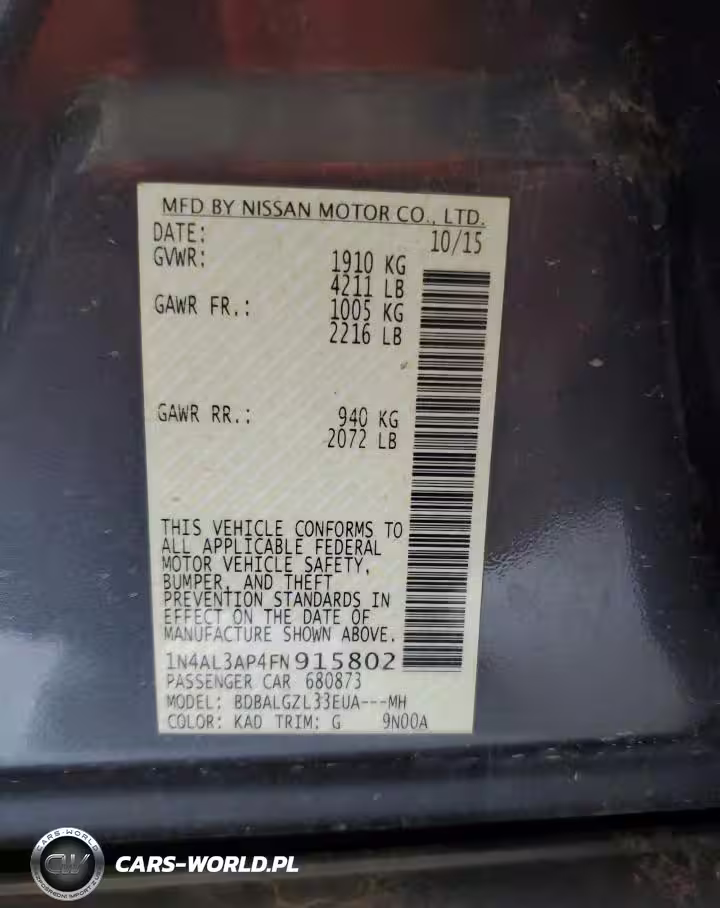 MFD BY NISSAN MOTOR CO., LTD.
DATE: 10/15
GVWR: 1910 KG
4211 LB
GAWR FR.: 1005 KG
2216 LB
GAWR RR.: 940 KG
2072 LB
THIS VEHICLE CONFORMS TO
ALL APPLICABLE FEDERAL
MOTOR VEHICLE SAFETY,
BUMPER, AND THEFT
PREVENTION STANDARDS IN
EFFECT ON THE DATE OF
MANUFACTURE SHOWN ABOVE.
1N4AL3AP4FN915802
PASSENGER CAR 680873
MODEL: BDBALGZL33EUA---MH
COLOR: KAD TRIM: G 9N00A
CARS-WORLD
CW
CARS-WORLD.PL